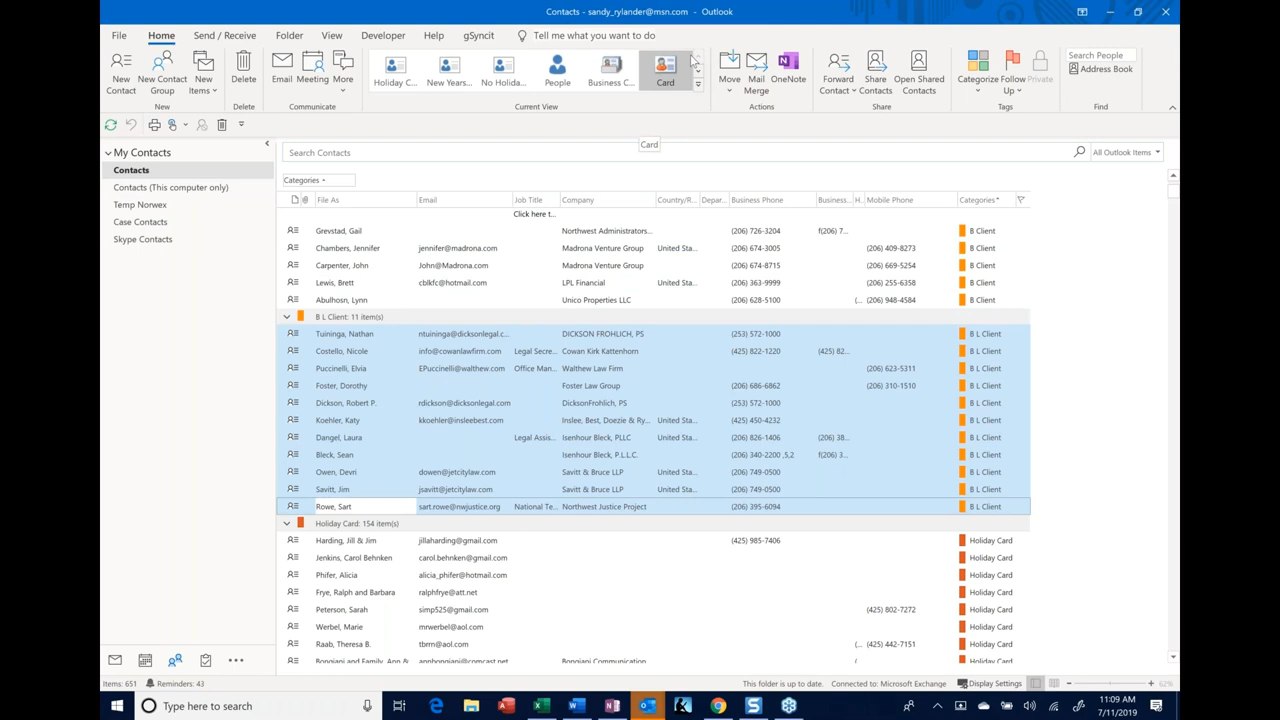 Contacts - sandy_rylander@msn.com - Outlook
File Home Send / Receive Folder View Developer Help gSyncit Tell me what you want to do
New Contact New Contact Group New Items Delete Email Meeting More Holiday C... New Years... No Holida... People Business C... Card Move Mail Merge OneNote Forward Contact Share Contacts Open Shared Contacts Categorize Follow Up Private Search People Address Book
New Delete Communicate Current View Actions Share Tags Find
Card
My Contacts
Contacts
Contacts (This computer only)
Temp Norwex
Case Contacts
Skype Contacts
Search Contacts All Outlook Items
Categories
File As Email Job Title Company Country/R... Depar... Business Phone Business... H... Mobile Phone Categories
Click here t...
Grevstad, Gail Northwest Administrators... (206) 726-3204 f(206) 7... B Client
Chambers, Jennifer jennifer@madrona.com Madrona Venture Group United Sta... (206) 674-3005 (206) 409-8273 B Client
Carpenter, John John@Madrona.com Madrona Venture Group (206) 674-8715 (206) 669-5254 B Client
Lewis, Brett cblkfc@hotmail.com LPL Financial United Sta... (206) 363-9999 (206) 255-6358 B Client
Abulhosn, Lynn Unico Properties LLC (206) 628-5100 (... (206) 948-4584 B Client
B L Client: 11 item(s)
Tuininga, Nathan ntuininga@dicksonlegal.c... DICKSON FROHLICH, PS (253) 572-1000 B L Client
Costello, Nicole info@cowanlawfirm.com Legal Secre... Cowan Kirk Kattenhorn (425) 822-1220 (425) 82... B L Client
Puccinelli, Elvia EPuccinelli@walthew.com Office Man... Walthew Law Firm (206) 623-5311 B L Client
Foster, Dorothy Foster Law Group (206) 686-6862 (206) 310-1510 B L Client
Dickson, Robert P. rdickson@dicksonlegal.com DicksonFrohlich, PS (253) 572-1000 B L Client
Koehler, Katy kkoehler@insleebest.com Inslee, Best, Doezie & Ry... United Sta... (425) 450-4232 B L Client
Dangel, Laura Legal Assis... Isenhour Bleck, PLLC United Sta... (206) 826-1406 (206) 38... B L Client
Bleck, Sean Isenhour Bleck, P.L.L.C. (206) 340-2200 ,5,2 f(206) 3... B L Client
Owen, Devri dowen@jetcitylaw.com Savitt & Bruce LLP United Sta... (206) 749-0500 B L Client
Savitt, Jim jsavitt@jetcitylaw.com Savitt & Bruce LLP United Sta... (206) 749-0500 B L Client
Rowe, Sart sart.rowe@nwjustice.org National Te... Northwest Justice Project (206) 395-6094 B L Client
Holiday Card: 154 item(s)
Harding, Jill & Jim jillaharding@gmail.com (425) 985-7406 Holiday Card
Jenkins, Carol Behnken carol.behnken@gmail.com Holiday Card
Phifer, Alicia alicia_phifer@hotmail.com Holiday Card
Frye, Ralph and Barbara ralphfrye@att.net Holiday Card
Peterson, Sarah simp525@gmail.com (425) 802-7272 Holiday Card
Werbel, Marie mrwerbel@aol.com Holiday Card
Raab, Theresa B. tbrrn@aol.com (... (425) 442-7151 Holiday Card
Bongiani and Family, Ann & annbongiani@comcast.net Bongiani Communication Holiday Card
Items: 651 Reminders: 43 This folder is up to date. Connected to: Microsoft Exchange Display Settings 62%
Type here to search 11:09 AM
7/11/2019